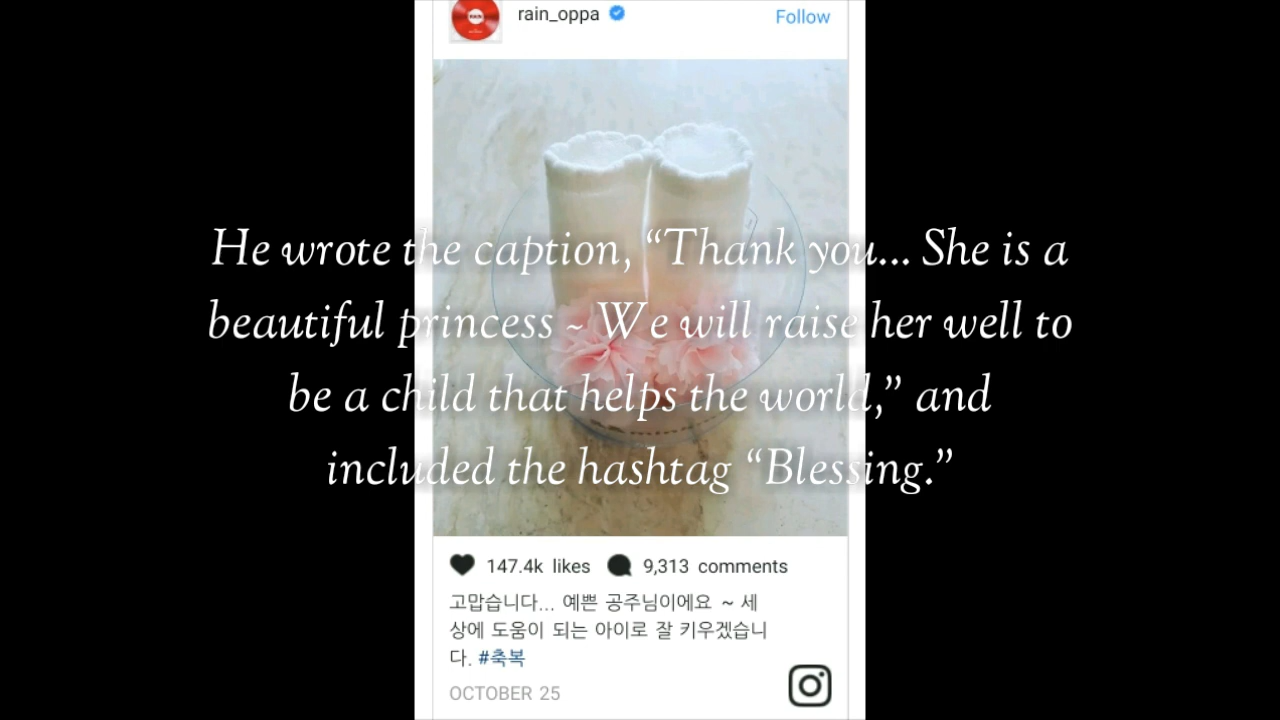 rain_oppa
Follow
He wrote the caption, “Thank you... She is a
beautiful princess ~ We will raise her well to
be a child that helps the world,” and
included the hashtag “Blessing.”
147.4k likes 9,313 comments
고맙습니다... 예쁜 공주님이에요 ~ 세
상에 도움이 되는 아이로 잘 키우겠습니
다. #축복
OCTOBER 25